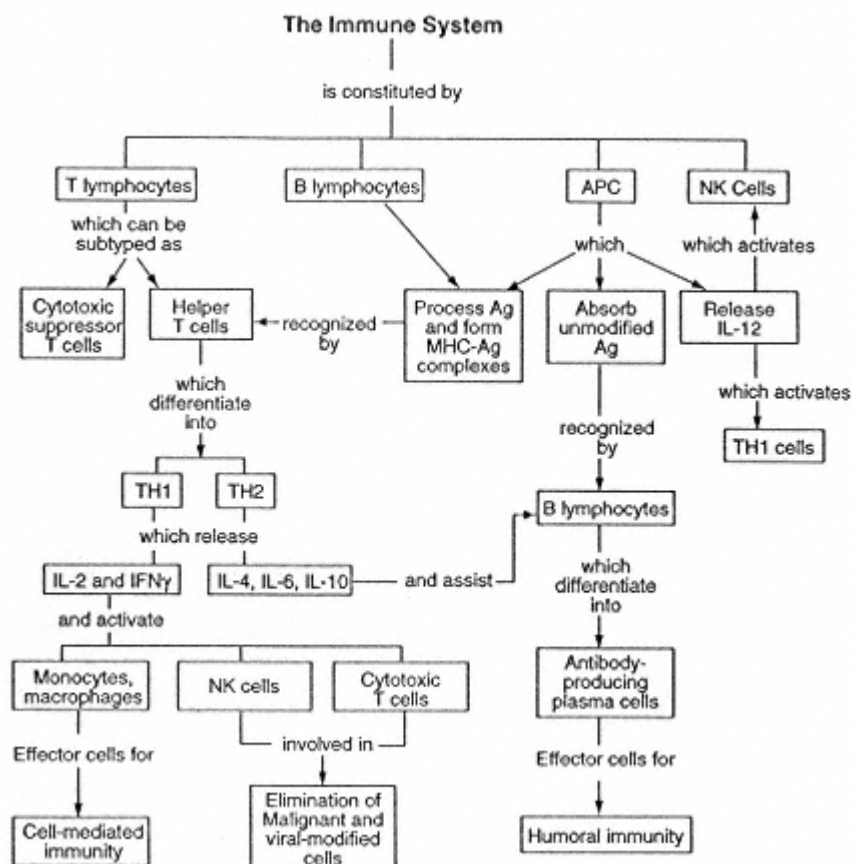 The Immune System
is constituted by
T lymphocytes
B lymphocytes
APC
NK Cells
which can be
subtyped as
which
which activates
Cytotoxic
suppressor
T cells
Helper
T cells
recognized
by
Process Ag
and form
MHC-Ag
complexes
Absorb
unmodified
Ag
Release
IL-12
which
differentiate
into
recognized
by
which activates
TH1 cells
TH1
TH2
B lymphocytes
which release
IL-2 and IFNγ
IL-4, IL-6, IL-10
and assist
which
differentiate
into
and activate
Monocytes,
macrophages
NK cells
Cytotoxic
T cells
Antibody-
producing
plasma cells
Effector cells for
involved in
Effector cells for
Cell-mediated
immunity
Elimination of
Malignant and
viral-modified
cells
Humoral immunity